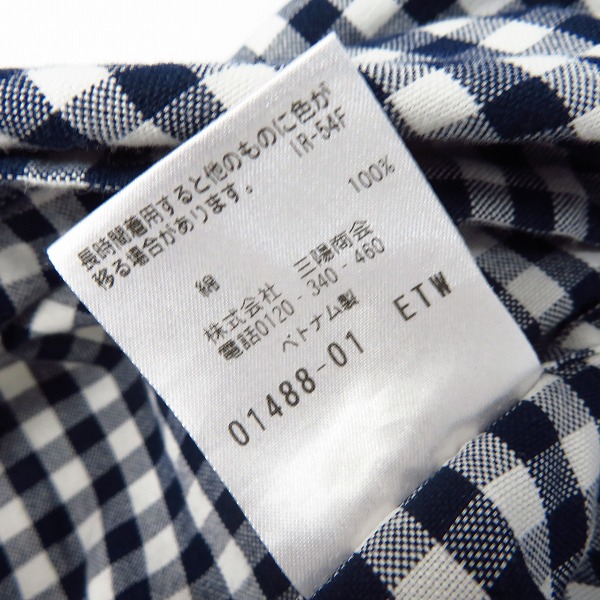 長時間着用すると他のものに色が
移る場合があります。 IR-54F
綿 100%
株式会社 三陽商会
電話0120-340-460
ベトナム製
01488-01 ETW